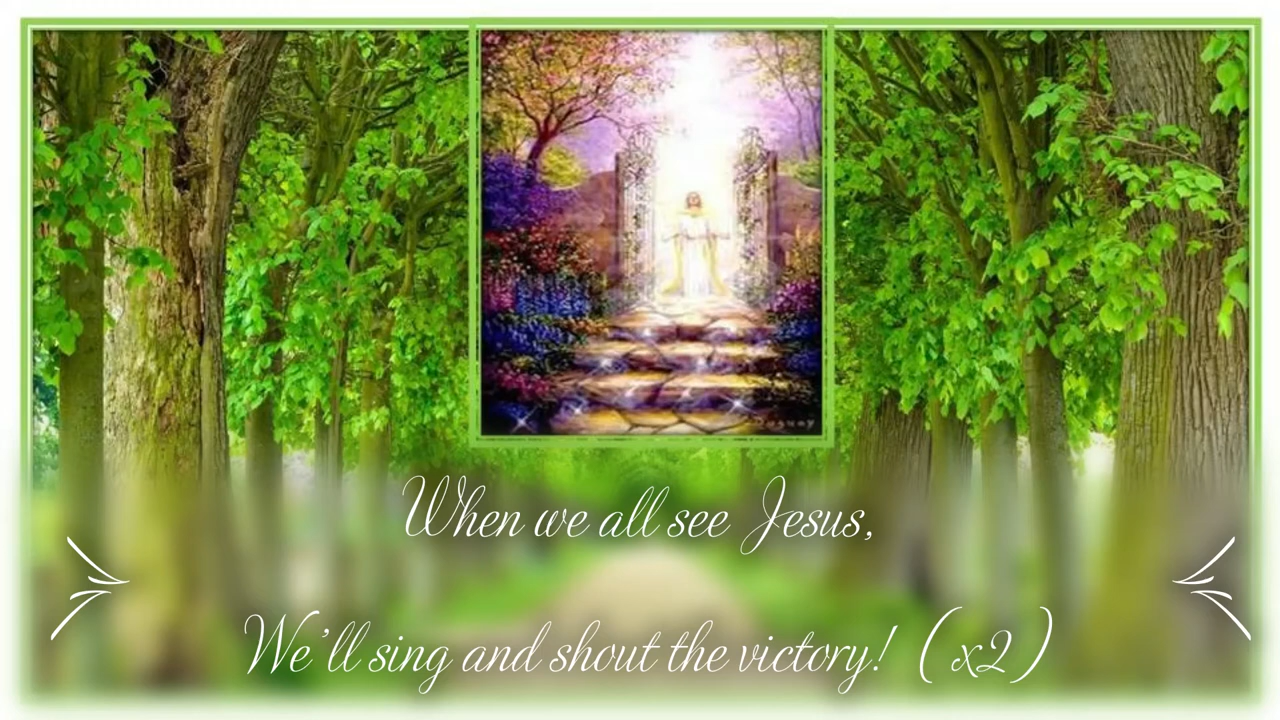 When we all see Jesus,
We'll sing and shout the victory! (x2)